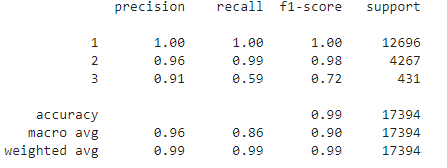 precision recall f1-score support
1 1.00 1.00 1.00 12696
2 0.96 0.99 0.98 4267
3 0.91 0.59 0.72 431
accuracy 0.99 17394
macro avg 0.96 0.86 0.90 17394
weighted avg 0.99 0.99 0.99 17394